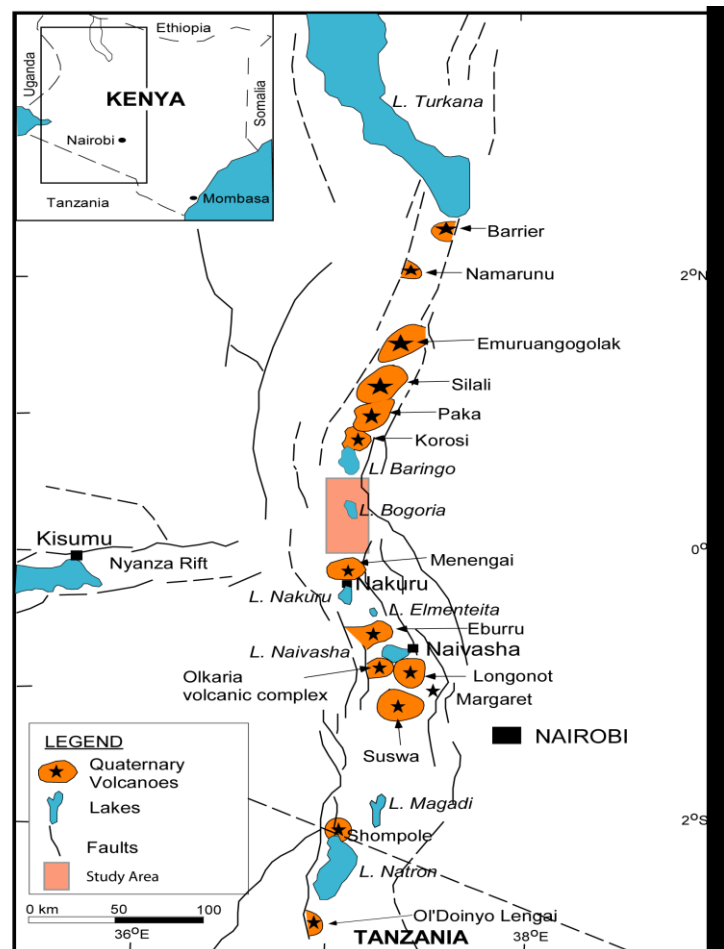 Ethiopia
Uganda
KENYA
Somalia
Nairobi
Tanzania
Mombasa
L. Turkana
Barrier
Namarunu
2°N
Emuruangogolak
Silali
Paka
Korosi
L. Baringo
L. Bogoria
Kisumu
Nyanza Rift
0°
Menengai
Nakuru
L. Nakuru
L. Elmenteita
Eburru
L. Naivasha
Naivasha
Olkaria
volcanic complex
Longonot
Margaret
NAIROBI
Suswa
LEGEND
Quaternary
Volcanoes
Lakes
Faults
Study Area
L. Magadi
2°S
Shompole
L. Natron
0 km 50 100
Ol'Doinyo Lengai
36°E
TANZANIA
38°E